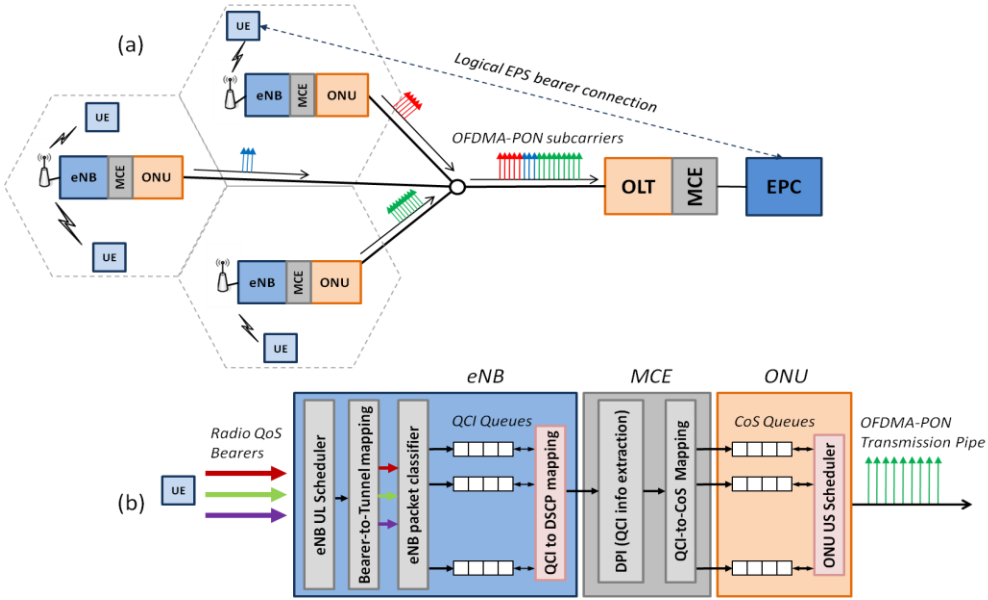 (a)
UE
Logical EPS bearer connection
eNB
MCE
ONU
UE
OFDMA-PON subcarriers
eNB
MCE
ONU
OLT
MCE
EPC
UE
eNB
MCE
ONU
UE
eNB
MCE
ONU
Radio QoS
Bearers
UE
(b)
eNB UL Scheduler
Bearer-to-Tunnel mapping
eNB packet classifier
QCI Queues
QCI to DSCP mapping
DPI (QCI info extraction)
QCI-to-CoS Mapping
CoS Queues
ONU US Scheduler
OFDMA-PON
Transmission Pipe